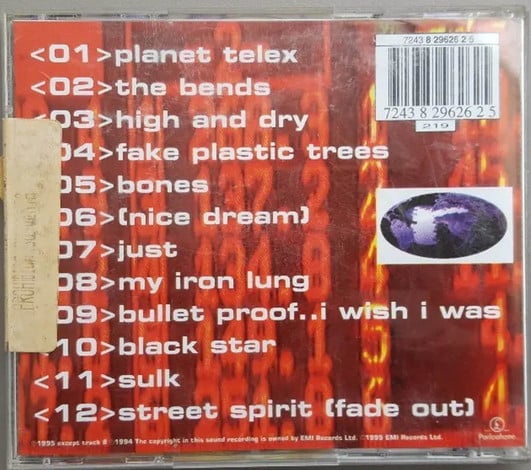 <01>planet telex
<02>the bends
<03>high and dry
04>fake plastic trees
05>bones
06>(nice dream)
07>just
08>my iron lung
09>bullet proof..i wish i was
10>black star
<11>sulk
<12>street spirit (fade out)
7243 8 29626 2 5
7243 8 29626 2 5
219
℗1995 except track 8 ℗1994 The copyright in this sound recording is owned by EMI Records Ltd. ©1995 EMI Records Ltd.
Parlophone